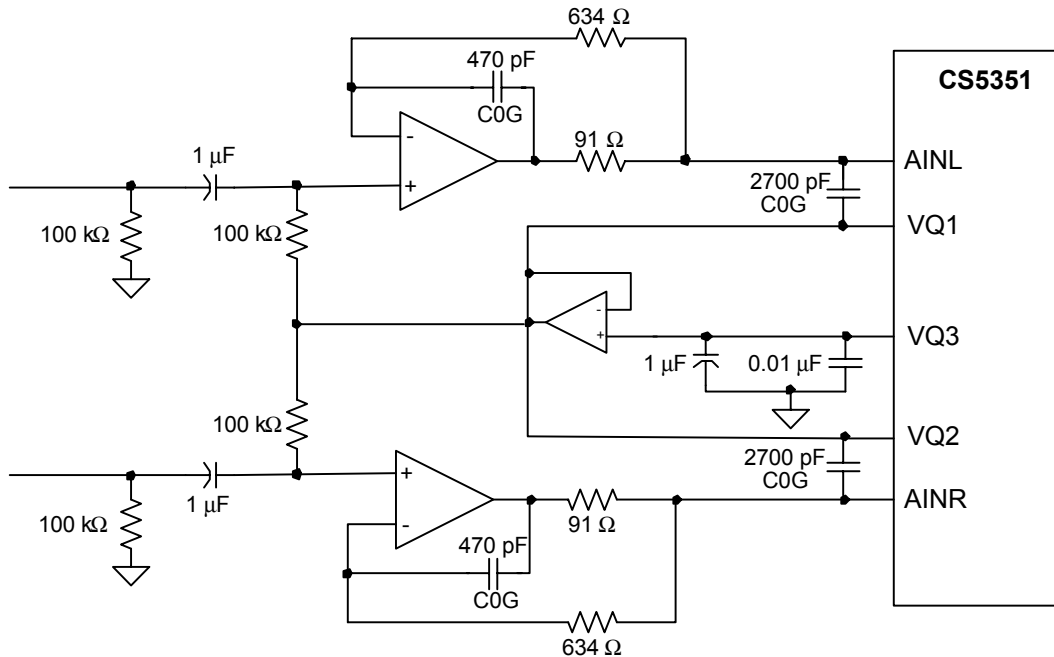 634 Ω
470 pF
C0G
CS5351
-
+
91 Ω
AINL
1 µF
2700 pF
C0G
100 kΩ
100 kΩ
VQ1
-
+
VQ3
1 µF
0.01 µF
100 kΩ
VQ2
2700 pF
C0G
1 µF
+
-
100 kΩ
91 Ω
AINR
470 pF
C0G
634 Ω